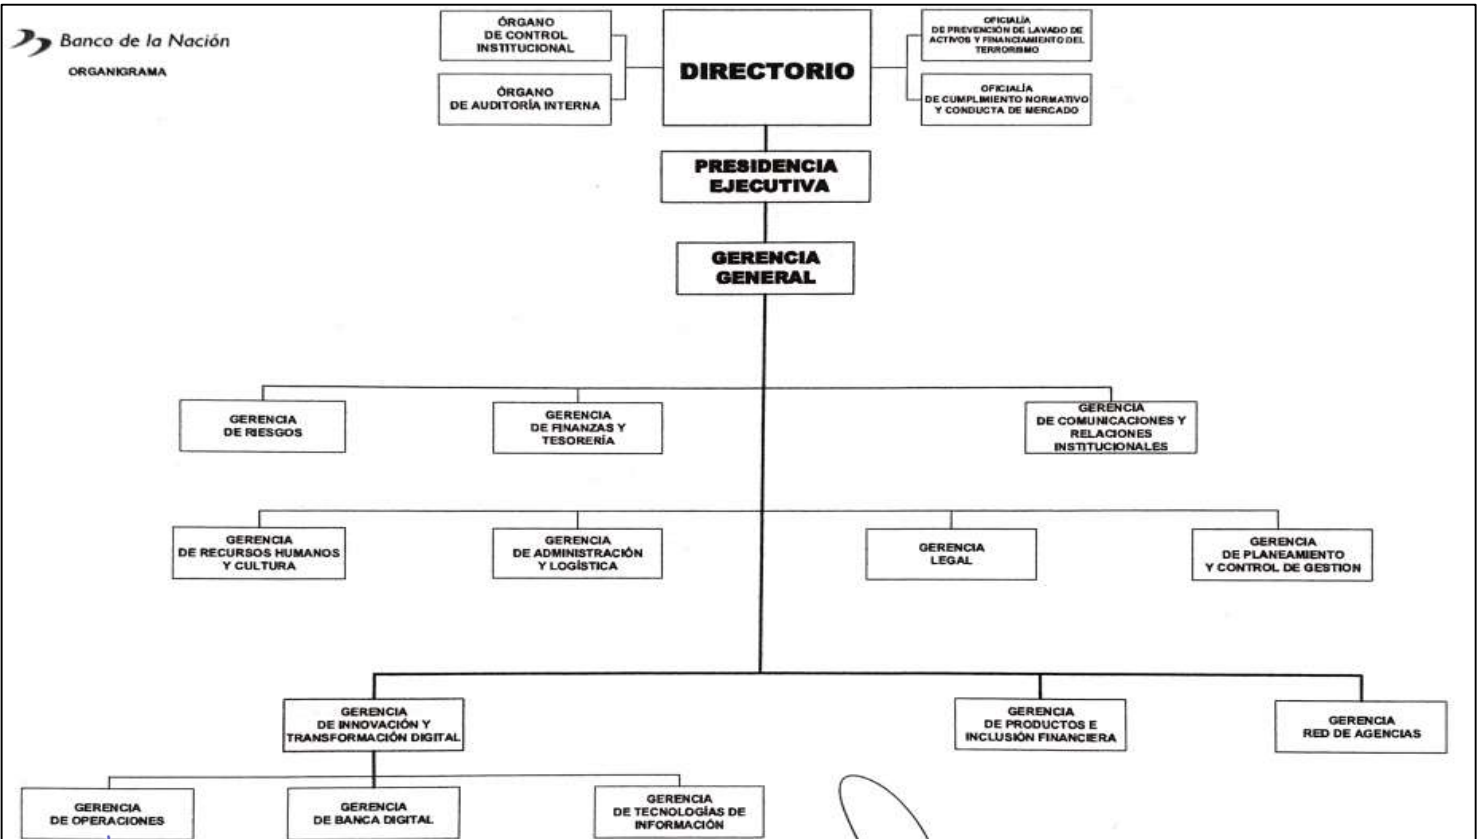 Banco de la Nación
ORGANIGRAMA
ÓRGANO
DE CONTROL
INSTITUCIONAL
ÓRGANO
DE AUDITORÍA INTERNA
DIRECTORIO
OFICIALÍA
DE PREVENCIÓN DE LAVADO DE
ACTIVOS Y FINANCIAMIENTO DEL
TERRORISMO
OFICIALÍA
DE CUMPLIMIENTO NORMATIVO
Y CONDUCTA DE MERCADO
PRESIDENCIA
EJECUTIVA
GERENCIA
GENERAL
GERENCIA
DE RIESGOS
GERENCIA
DE FINANZAS Y
TESORERÍA
GERENCIA
DE COMUNICACIONES Y
RELACIONES
INSTITUCIONALES
GERENCIA
DE RECURSOS HUMANOS
Y CULTURA
GERENCIA
DE ADMINISTRACIÓN
Y LOGÍSTICA
GERENCIA
LEGAL
GERENCIA
DE PLANEAMIENTO
Y CONTROL DE GESTION
GERENCIA
DE INNOVACIÓN Y
TRANSFORMACIÓN DIGITAL
GERENCIA
DE PRODUCTOS E
INCLUSIÓN FINANCIERA
GERENCIA
RED DE AGENCIAS
GERENCIA
DE OPERACIONES
GERENCIA
DE BANCA DIGITAL
GERENCIA
DE TECNOLOGÍAS DE
INFORMACIÓN